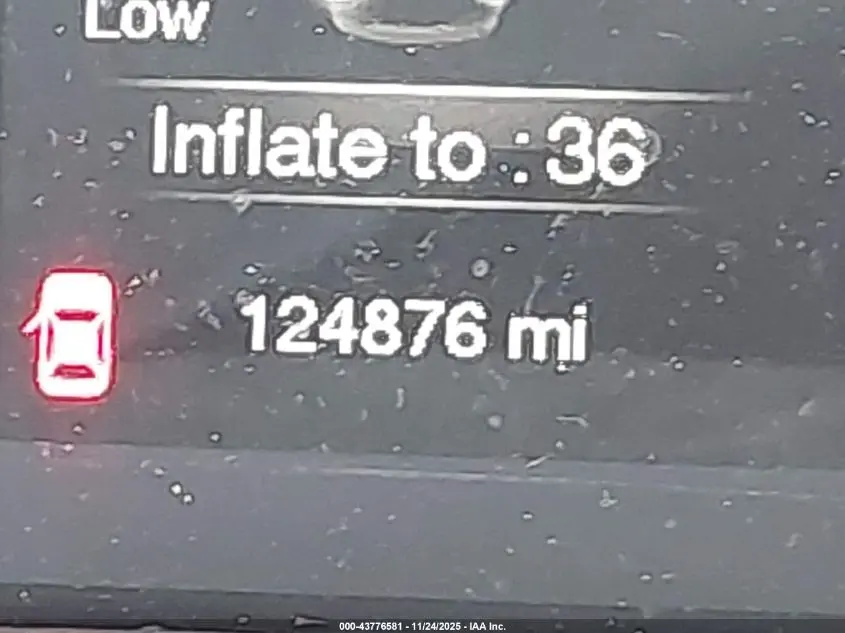 Low
Inflate to : 36
124876 mi
000-43776581 - 11/24/2025 - IAA Inc.